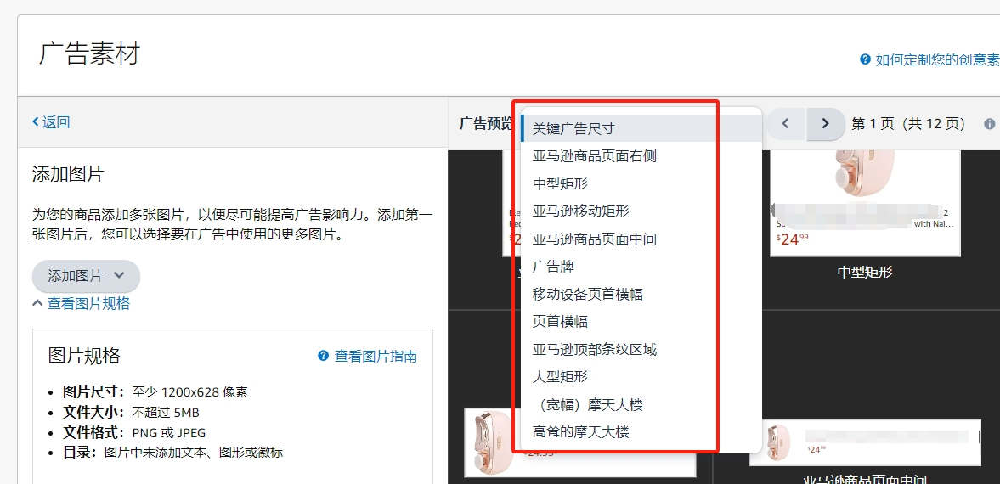 广告素材
如何定制您的创意素
返回
广告预览
第 1 页（共 12 页）
添加图片
为您的商品添加多张图片，以便尽可能提高广告影响力。添加第一
张图片后，您可以选择要在广告中使用的更多图片。
添加图片
查看图片规格
图片规格
查看图片指南
图片尺寸： 至少 1200x628 像素
文件大小： 不超过 5MB
文件格式： PNG 或 JPEG
目录： 图片中未添加文本、图形或徽标
关键广告尺寸
亚马逊商品页面右侧
中型矩形
亚马逊移动矩形
亚马逊商品页面中间
广告牌
移动设备页首横幅
页首横幅
亚马逊顶部条纹区域
大型矩形
（宽幅）摩天大楼
高耸的摩天大楼
2
with Nai...
$2499
中型矩形
$2499
亚马逊商品页面中间